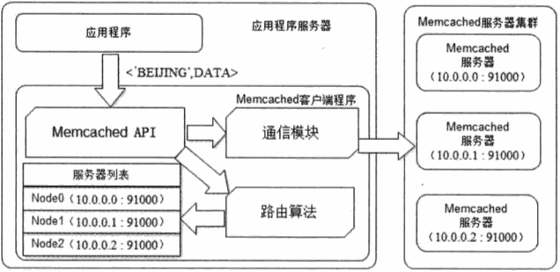 应用程序
应用程序服务器
<'BEIJING',DATA>
Memcached客户端程序
Memcached API
通信模块
服务器列表
Node0（10.0.0.0 : 91000）
Node1（10.0.0.1 : 91000）
Node2（10.0.0.2 : 91000）
路由算法
Memcached服务器集群
Memcached
服务器
（10.0.0.0 : 91000）
Memcached
服务器
（10.0.0.1 : 91000）
Memcached
服务器
（10.0.0.2 : 91000）